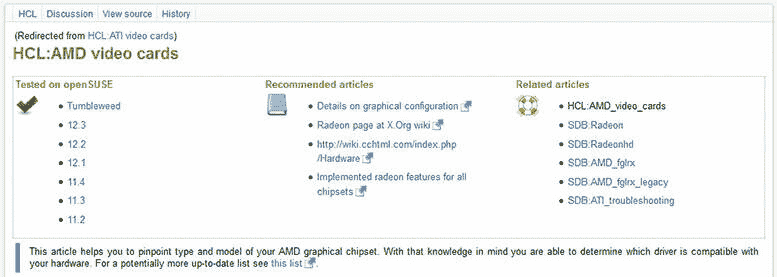 HCL Discussion View source History
(Redirected from HCL ATI video cards)
HCL:AMD video cards
Tested on openSUSE
Tumbleweed
12.3
12.2
12.1
11.4
11.3
11.2
Recommended articles
Details on graphical configuration
Radeon page at X.Org wiki
http://wiki.cchtml.com/index.php
/Hardware
Implemented radeon features for all
chipsets
Related articles
HCL:AMD_video_cards
SDB:Radeon
SDB:Radeonhd
SDB:AMD_fglrx
SDB:AMD_fglrx_legacy
SDB:ATI_troubleshooting
This article helps you to pinpoint type and model of your AMD graphical chipset. With that knowledge in mind you are able to determine which driver is compatible
with your hardware. For a potentially more up-to-date list see this list.